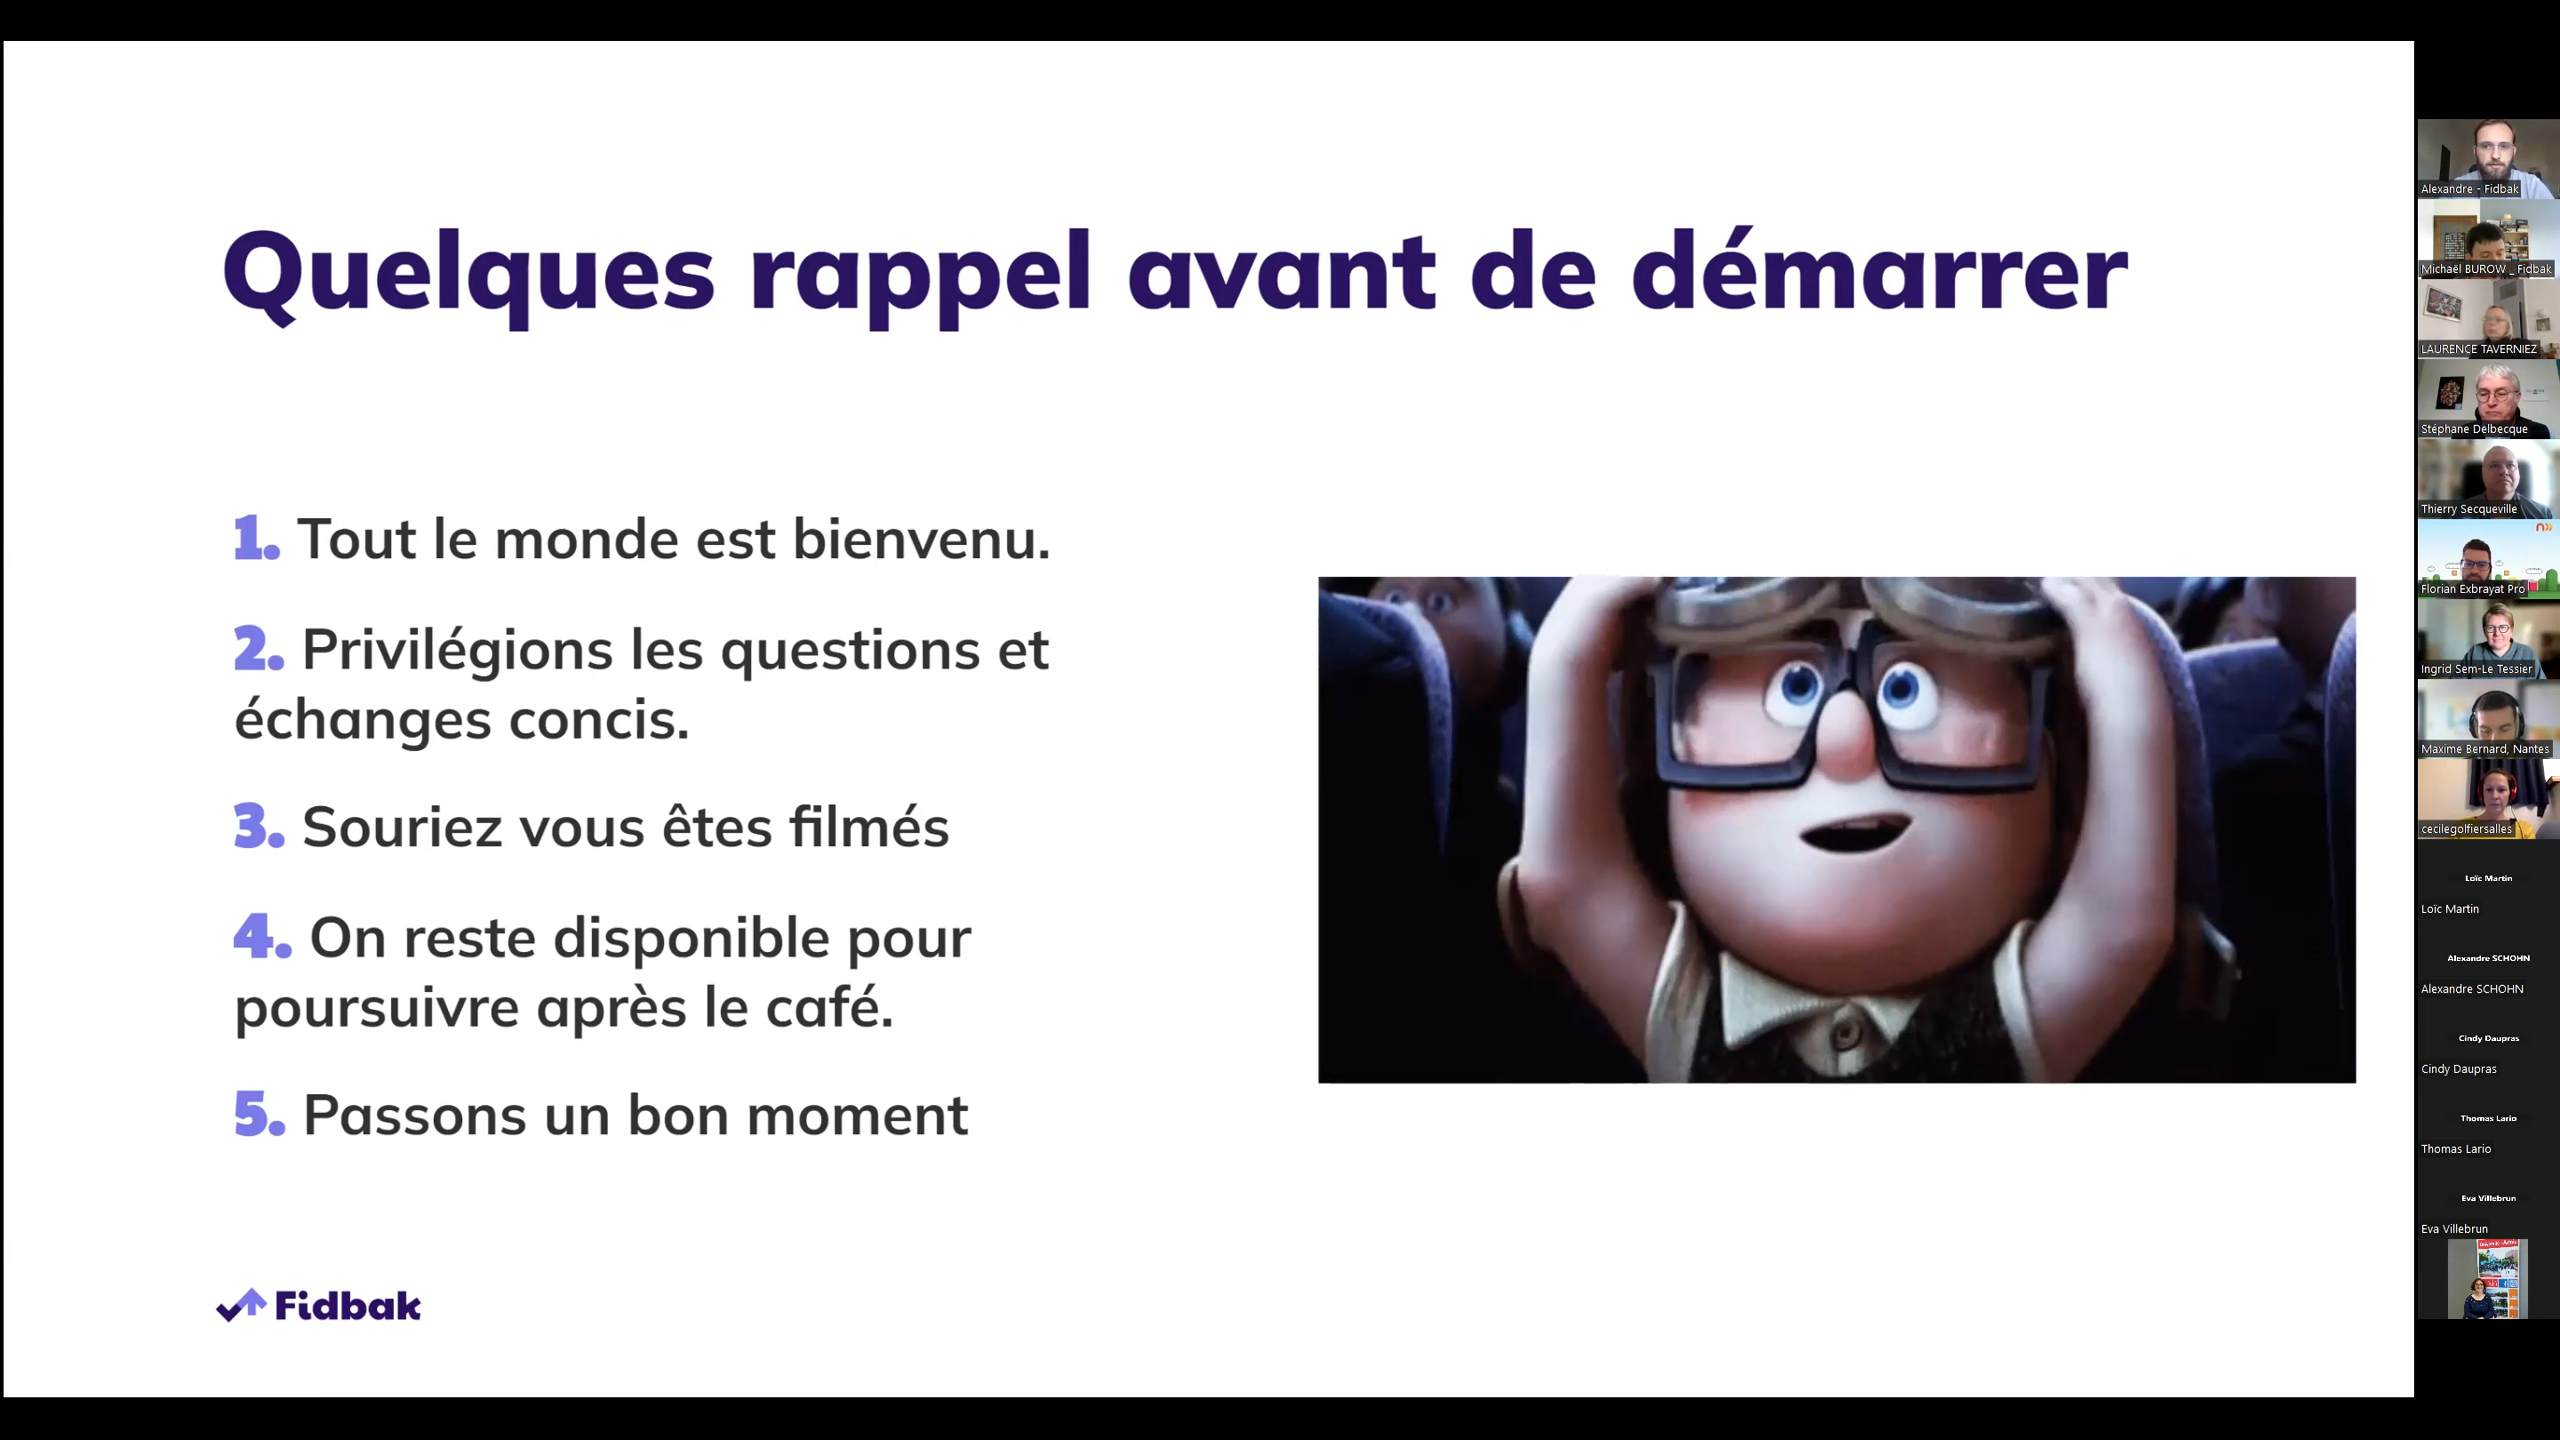 Quelques rappel avant de démarrer
1. Tout le monde est bienvenu.
2. Privilégions les questions et
échanges concis.
3. Souriez vous êtes filmés
4. On reste disponible pour
poursuivre après le café.
5. Passons un bon moment
Fidbak
Alexandre - Fidbak
Michaël BUROW _ Fidbak
LAURENCE TAVERNIEZ
Stéphane Delbecque
Thierry Secqueville
Florian Exbrayat Pro
Ingrid Sem-Le Tessier
Maxime Bernard, Nantes
cecilegolfiersalles
Loïc Martin
Loïc Martin
Alexandre SCHOHN
Alexandre SCHOHN
Cindy Daupras
Cindy Daupras
Thomas Lario
Thomas Lario
Eva Villebrun
Eva Villebrun